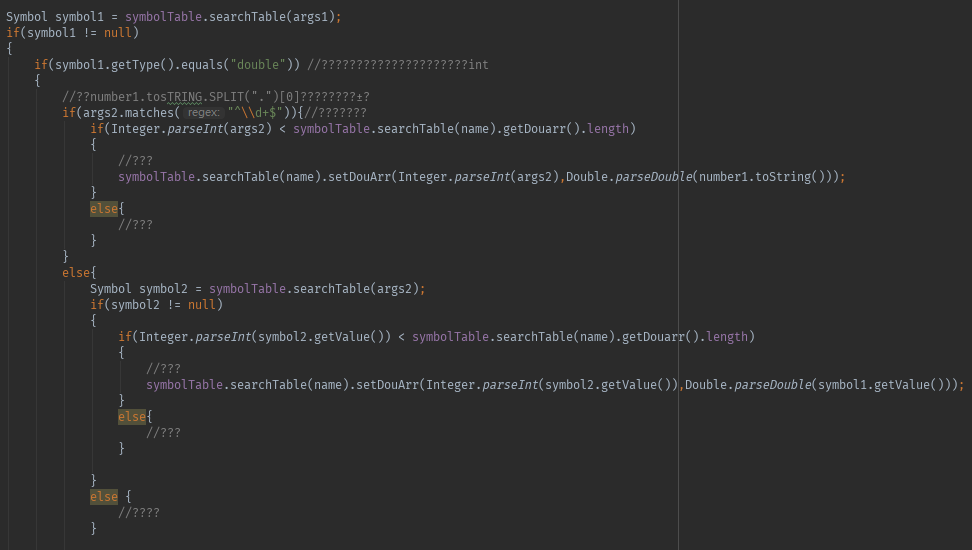 Symbol symbol1 = symbolTable.searchTable(args1);
if(symbol1 != null)
{
if(symbol1.getType().equals("double")) //?????????????????????int
{
//??number1.tosTRING.SPLIT(".")[0]????????±?
if(args2.matches( regex: "^\\d+$")){//???????
if(Integer.parseInt(args2) < symbolTable.searchTable(name).getDouarr().length)
{
//???
symbolTable.searchTable(name).setDouArr(Integer.parseInt(args2),Double.parseDouble(number1.toString()));
}
else{
//???
}
}
else{
Symbol symbol2 = symbolTable.searchTable(args2);
if(symbol2 != null)
{
if(Integer.parseInt(symbol2.getValue()) < symbolTable.searchTable(name).getDouarr().length)
{
//???
symbolTable.searchTable(name).setDouArr(Integer.parseInt(symbol2.getValue()),Double.parseDouble(symbol1.getValue()));
}
else{
//???
}
}
else {
//????
}